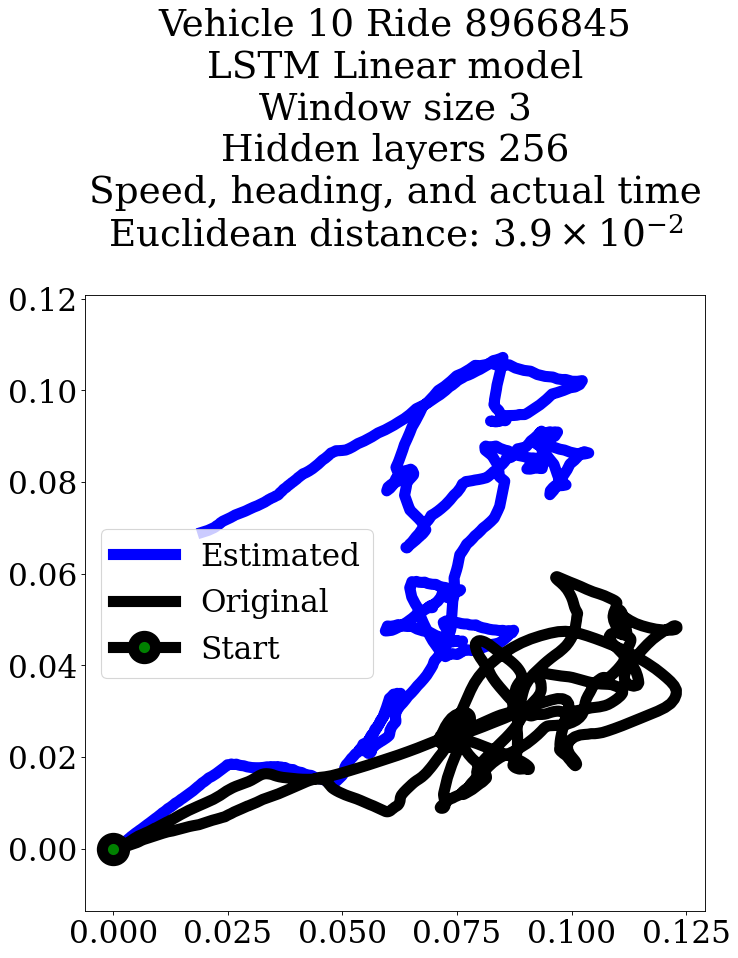 Vehicle 10 Ride 8966845
LSTM Linear model
Window size 3
Hidden layers 256
Speed, heading, and actual time
Euclidean distance: 3.9 × 10⁻²
0.12
0.10
0.08
0.06
0.04
0.02
0.00
Estimated
Original
Start
0.000 0.025 0.050 0.075 0.100 0.125